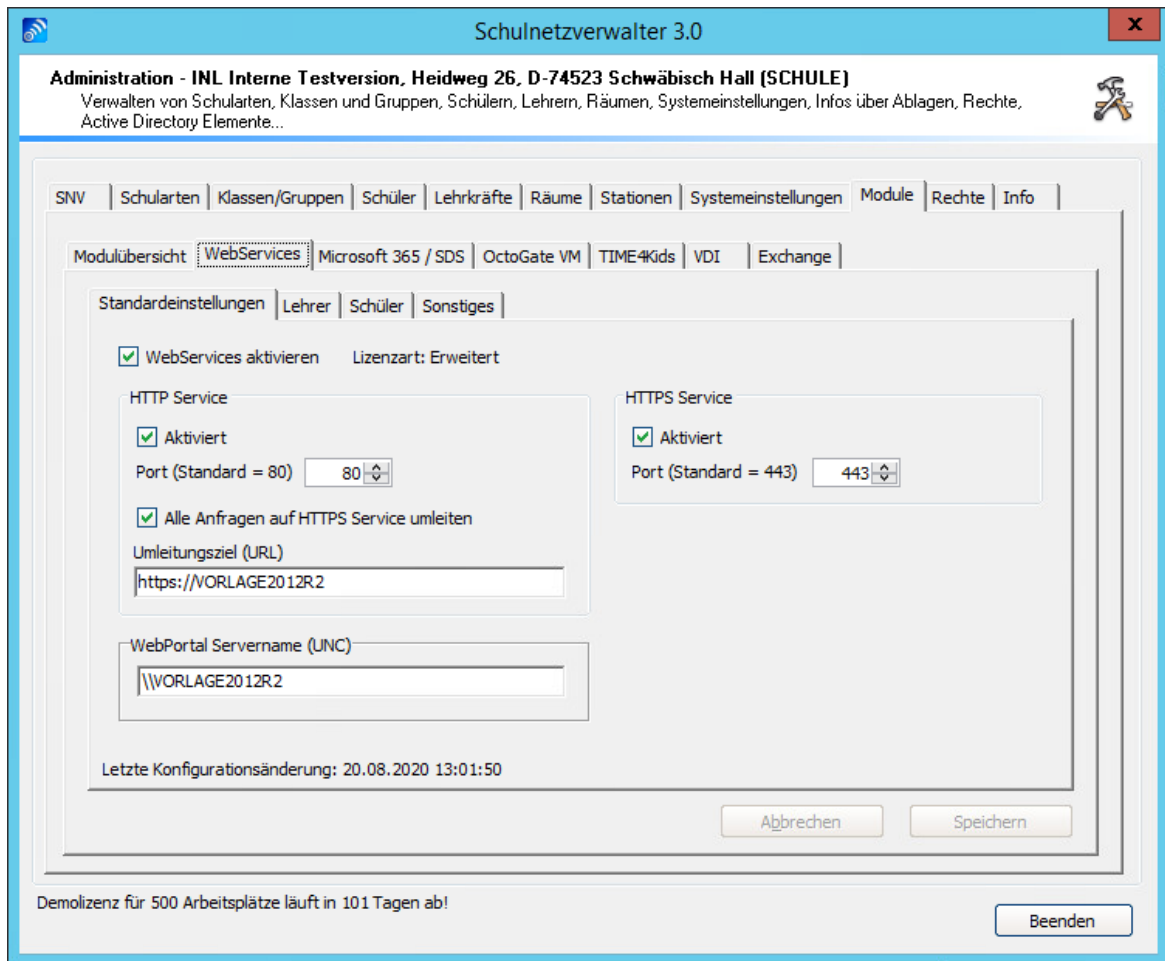 Schulnetzverwalter 3.0
x
Administration - INL Interne Testversion, Heidweg 26, D-74523 Schwäbisch Hall (SCHULE)
Verwalten von Schularten, Klassen und Gruppen, Schülern, Lehrern, Räumen, Systemeinstellungen, Infos über Ablagen, Rechte,
Active Directory Elemente...
SNV Schularten Klassen/Gruppen Schüler Lehrkräfte Räume Stationen Systemeinstellungen Module Rechte Info
Modulübersicht WebServices Microsoft 365 / SDS OctoGate VM TIME4Kids VDI Exchange
Standardeinstellungen Lehrer Schüler Sonstiges
WebServices aktivieren Lizenzart: Erweitert
HTTP Service HTTPS Service
Aktiviert Aktiviert
Port (Standard = 80) 80 Port (Standard = 443) 443
Alle Anfragen auf HTTPS Service umleiten
Umleitungsziel (URL)
https://VORLAGE2012R2
WebPortal Servername (UNC)
\\VORLAGE2012R2
Letzte Konfigurationsänderung: 20.08.2020 13:01:50
Abbrechen Speichern
Demolizenz für 500 Arbeitsplätze läuft in 101 Tagen ab!
Beenden